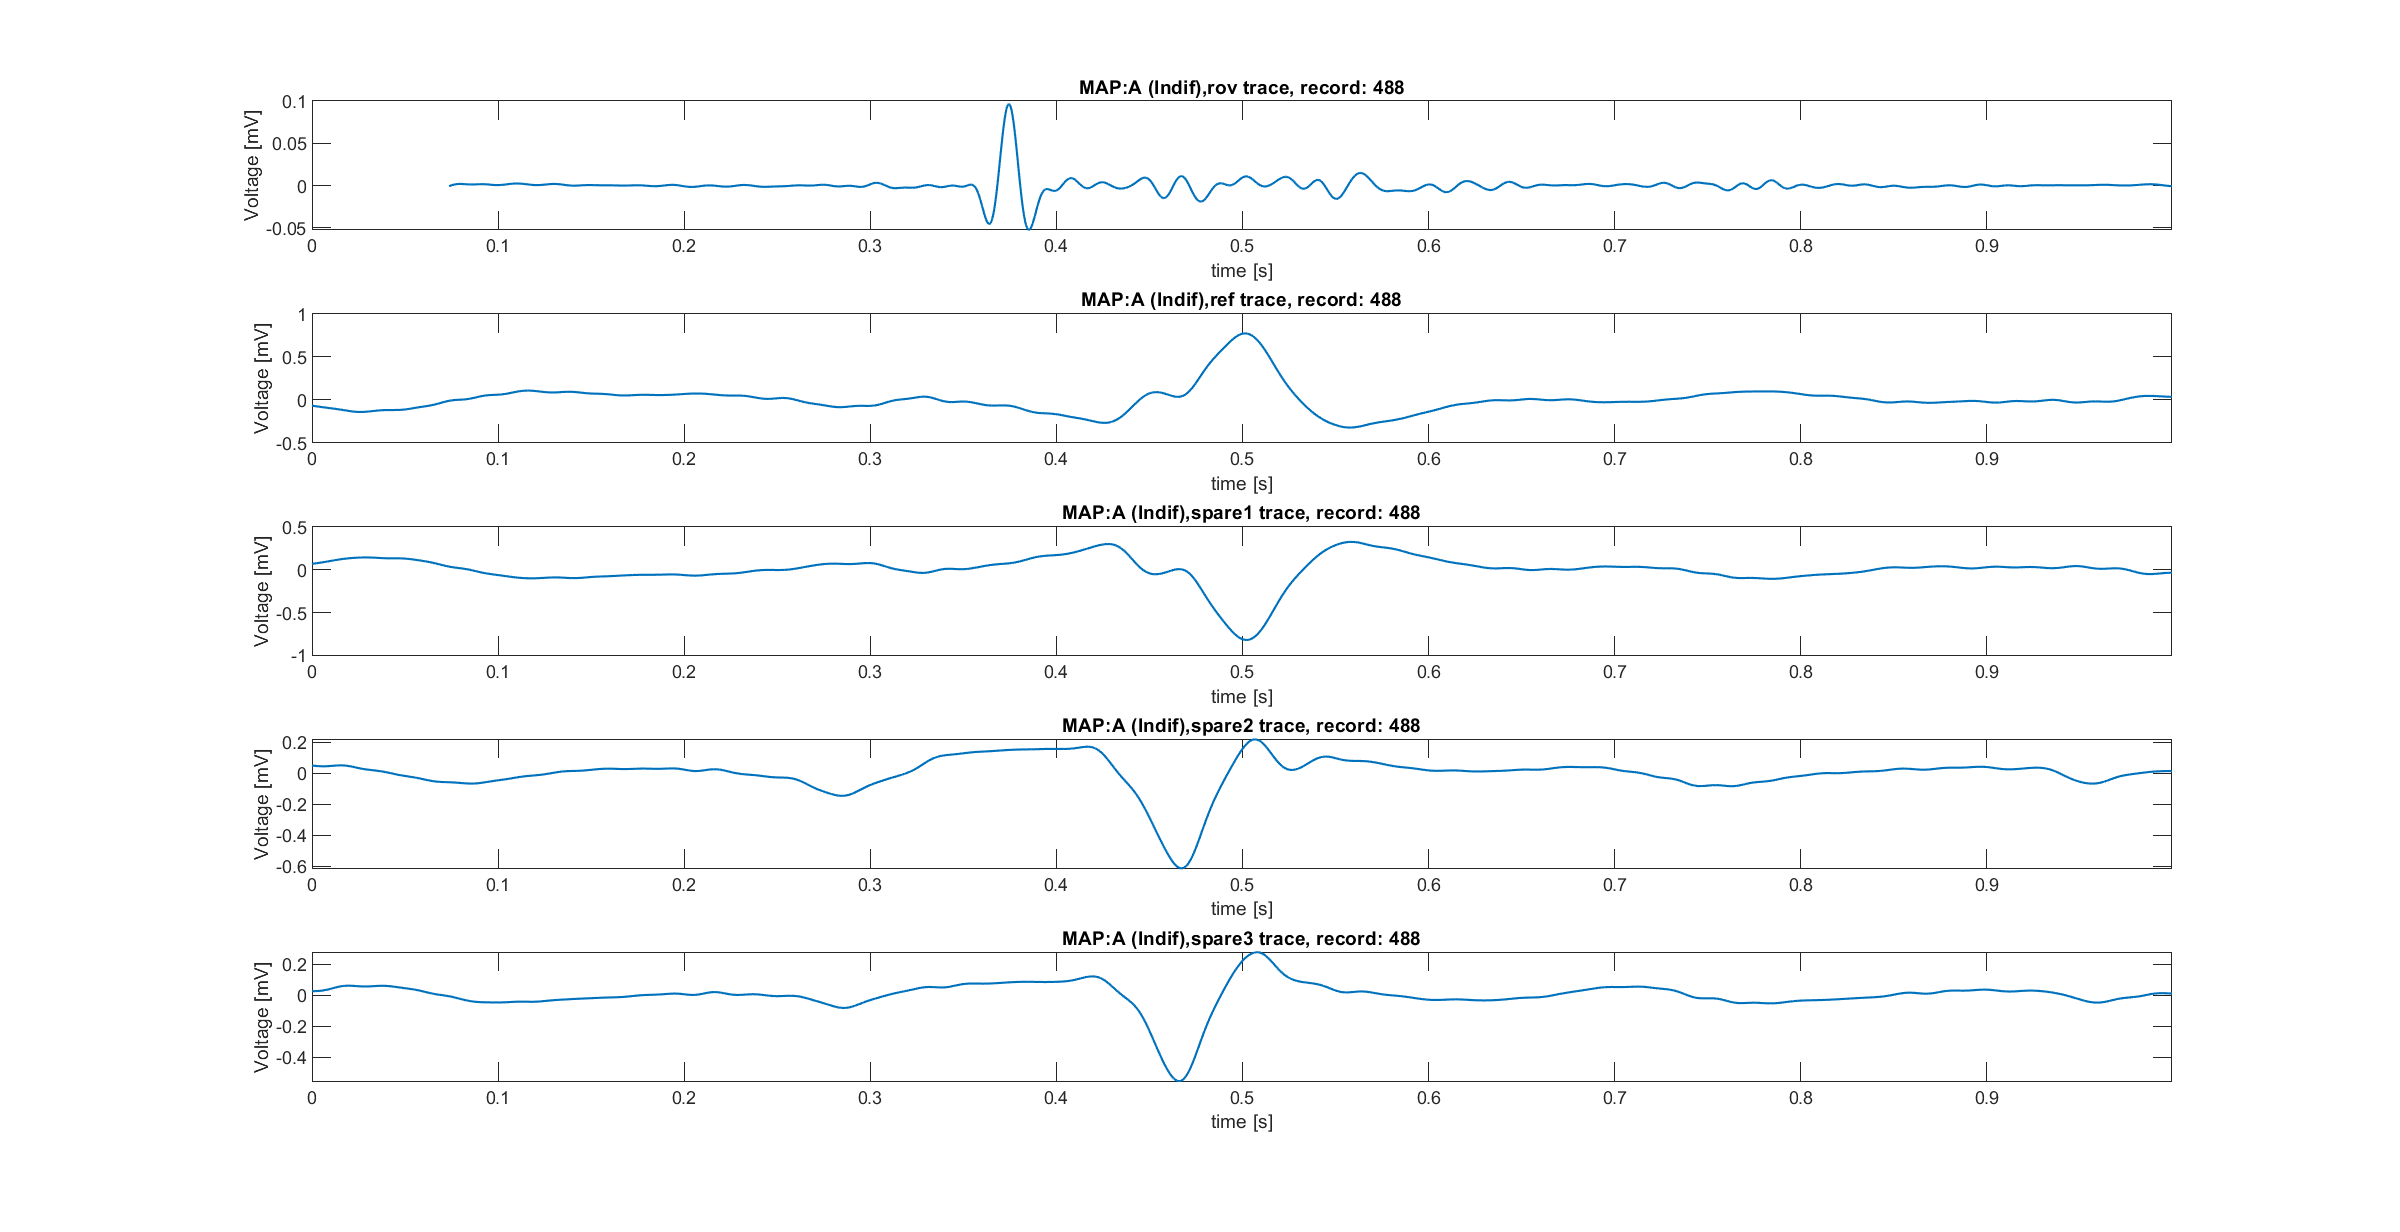 MAP:A (Indif),rov trace, record: 488
0.1
0.05
0
-0.05
Voltage [mV]
0 0.1 0.2 0.3 0.4 0.5 0.6 0.7 0.8 0.9
time [s]
MAP:A (Indif),ref trace, record: 488
1
0.5
0
-0.5
Voltage [mV]
0 0.1 0.2 0.3 0.4 0.5 0.6 0.7 0.8 0.9
time [s]
MAP:A (Indif),spare1 trace, record: 488
0.5
0
-0.5
-1
Voltage [mV]
0 0.1 0.2 0.3 0.4 0.5 0.6 0.7 0.8 0.9
time [s]
MAP:A (Indif),spare2 trace, record: 488
0.2
0
-0.2
-0.4
-0.6
Voltage [mV]
0 0.1 0.2 0.3 0.4 0.5 0.6 0.7 0.8 0.9
time [s]
MAP:A (Indif),spare3 trace, record: 488
0.2
0
-0.2
-0.4
Voltage [mV]
0 0.1 0.2 0.3 0.4 0.5 0.6 0.7 0.8 0.9
time [s]